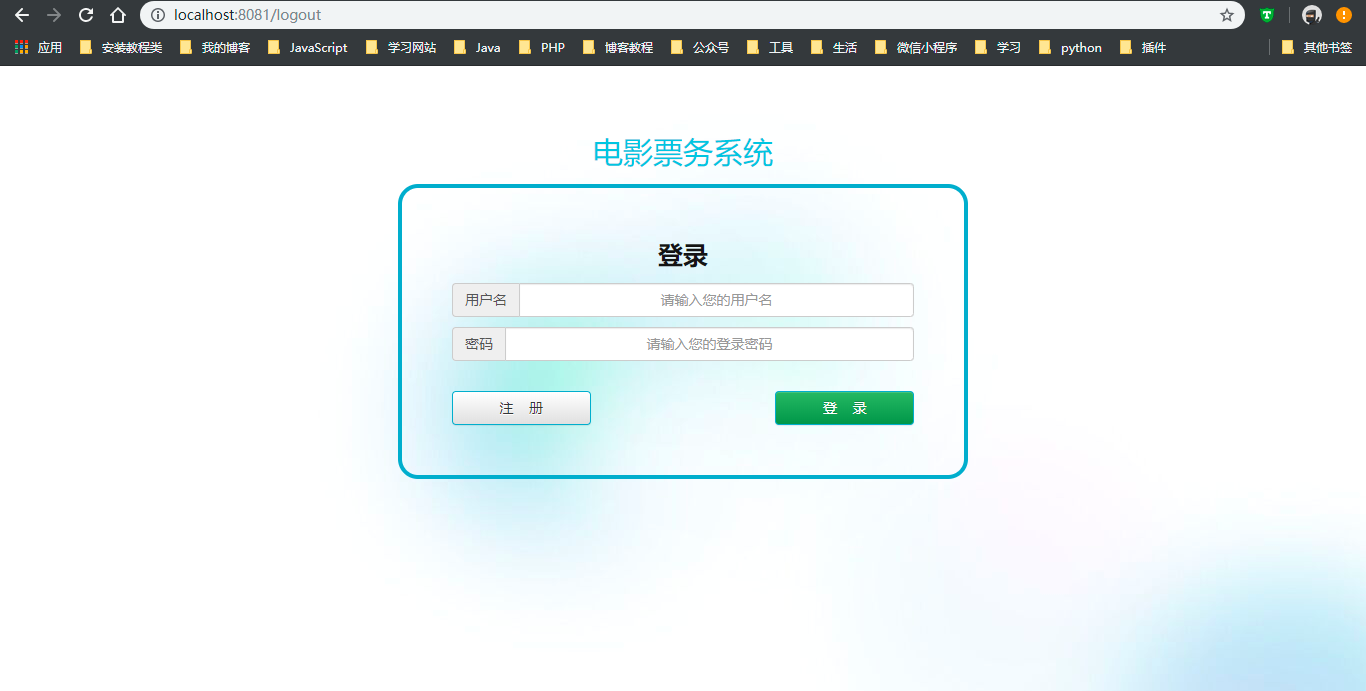 localhost:8081/logout
应用 安装教程类 我的博客 JavaScript 学习网站 Java PHP 博客教程 公众号 工具 生活 微信小程序 学习 python 插件 其他书签
电影票务系统
登录
用户名 请输入您的用户名
密码 请输入您的登录密码
注 册 登 录